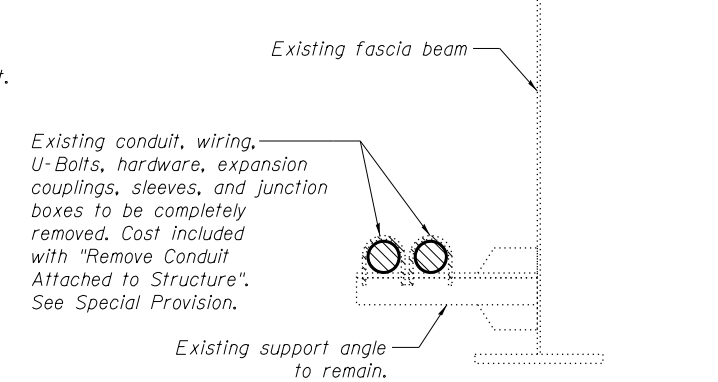 Existing fascia beam
t.
Existing conduit, wiring,
U-Bolts, hardware, expansion
couplings, sleeves, and junction
boxes to be completely
removed. Cost included
with "Remove Conduit
Attached to Structure".
See Special Provision.
Existing support angle
to remain.